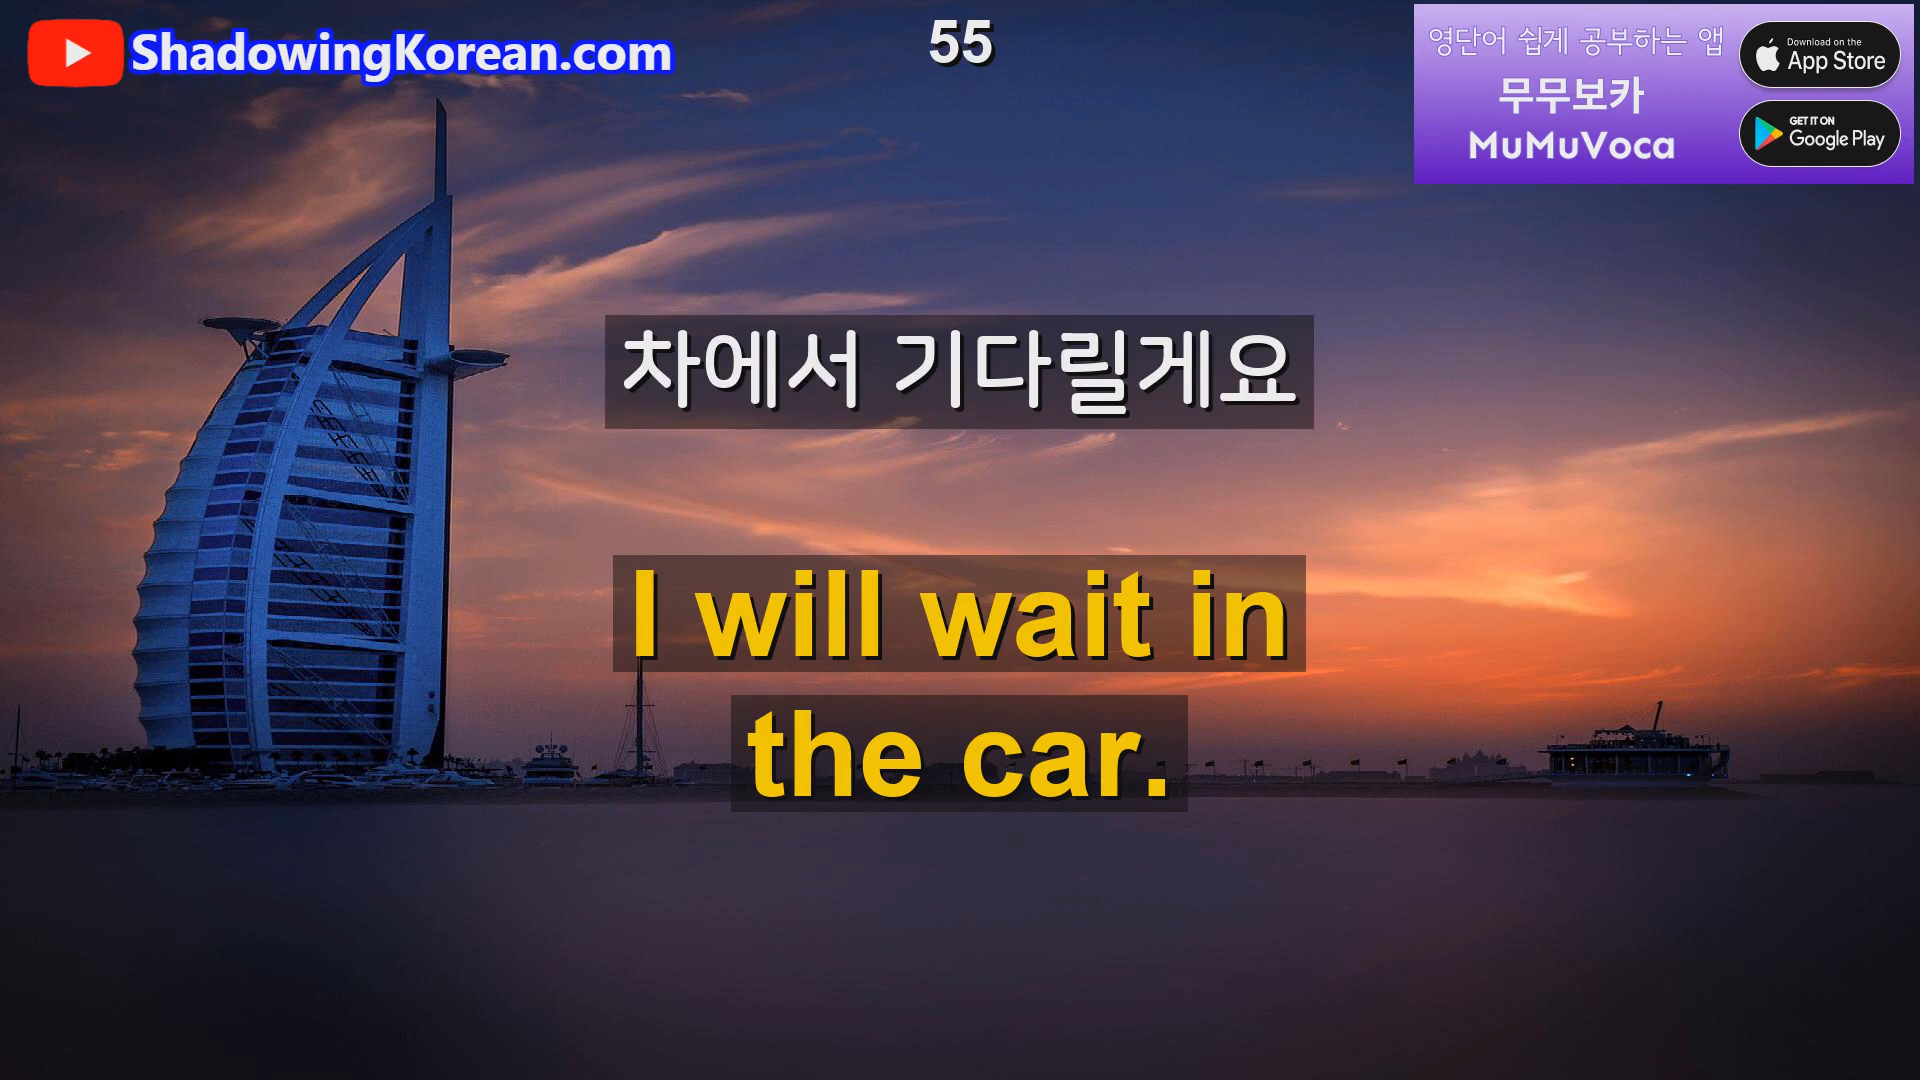 ShadowingKorean.com
55
영단어 쉽게 공부하는 앱
무무보카
MuMuVoca
Download on the
App Store
GET IT ON
Google Play
차에서 기다릴게요
I will wait in
the car.